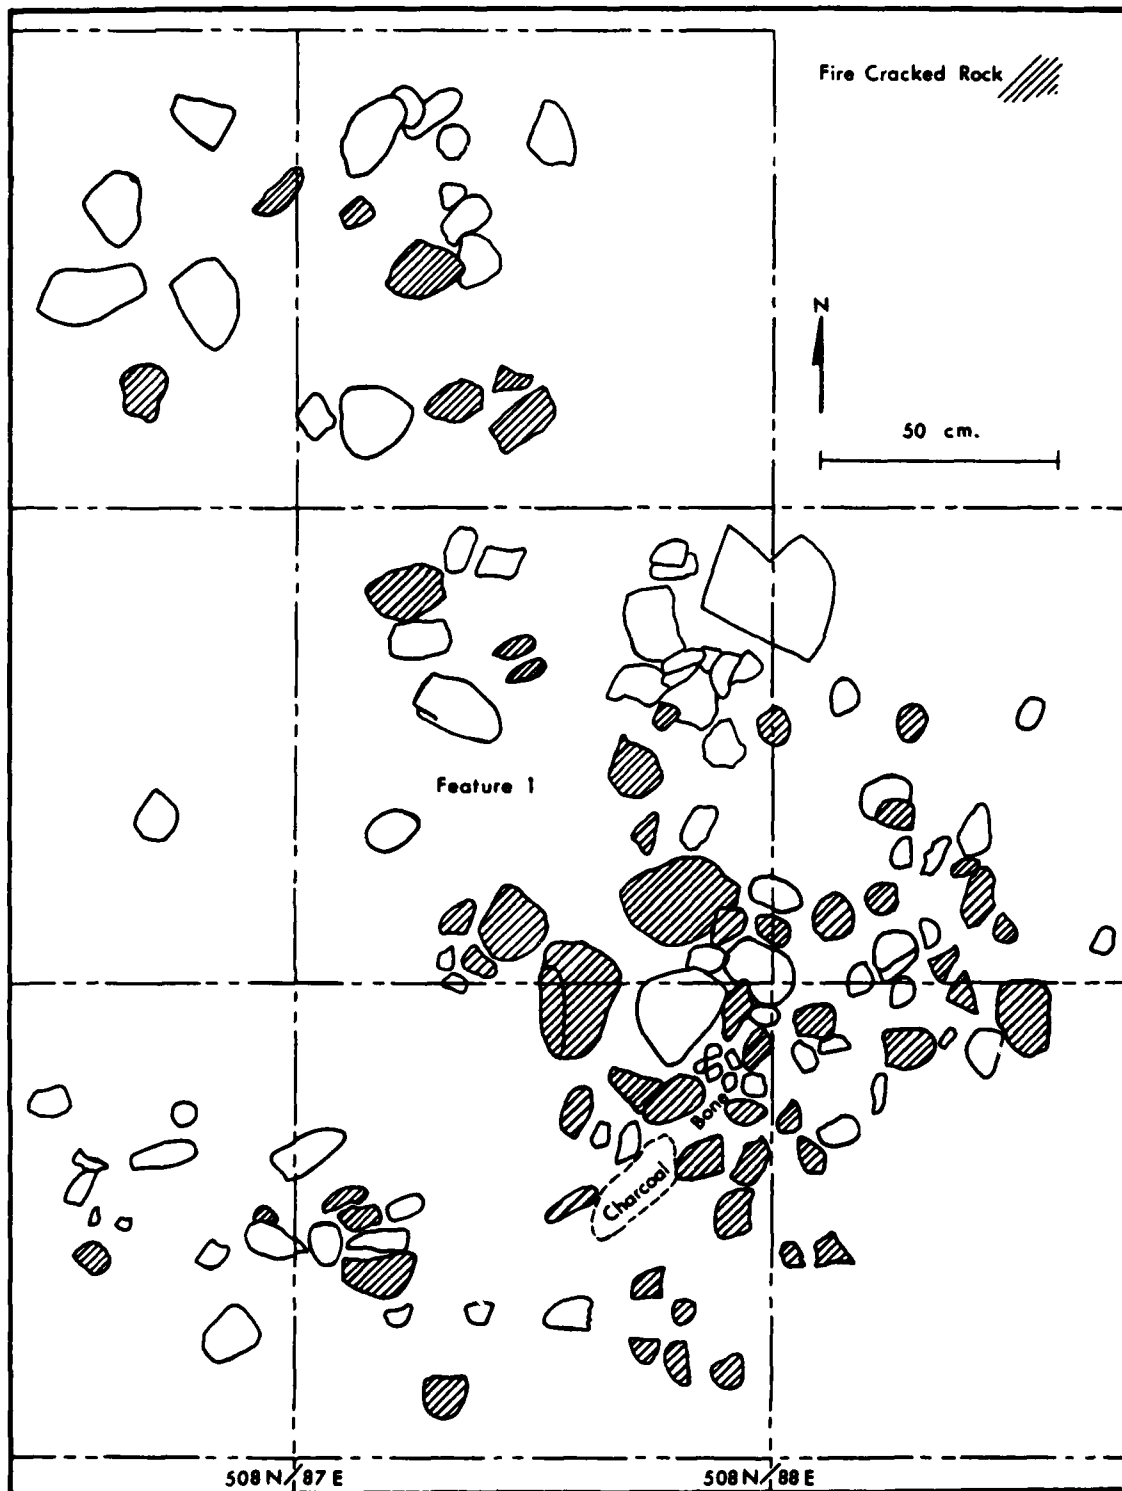 Fire Cracked Rock
N
50 cm.
Feature 1
Bone
Charcoal
508 N/87 E
508 N/88 E